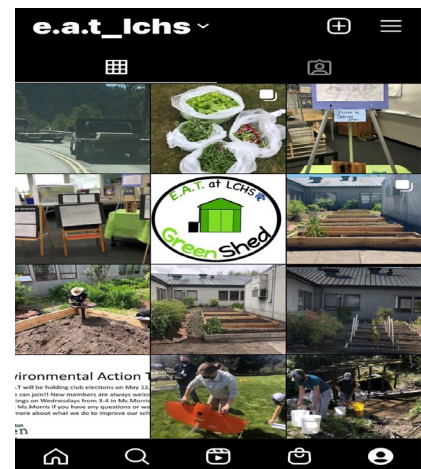 e.a.t_lchs
E.A.T. at LCHS
Green Shed
vironmental Action T
.T will be holding club elections on May 12,
can join!! New members are always welc
ings on Wednesdays from 3-4 in Ms.Morris
Ms.Morris if you have any questions or wa
more about what we do to improve our sch
en